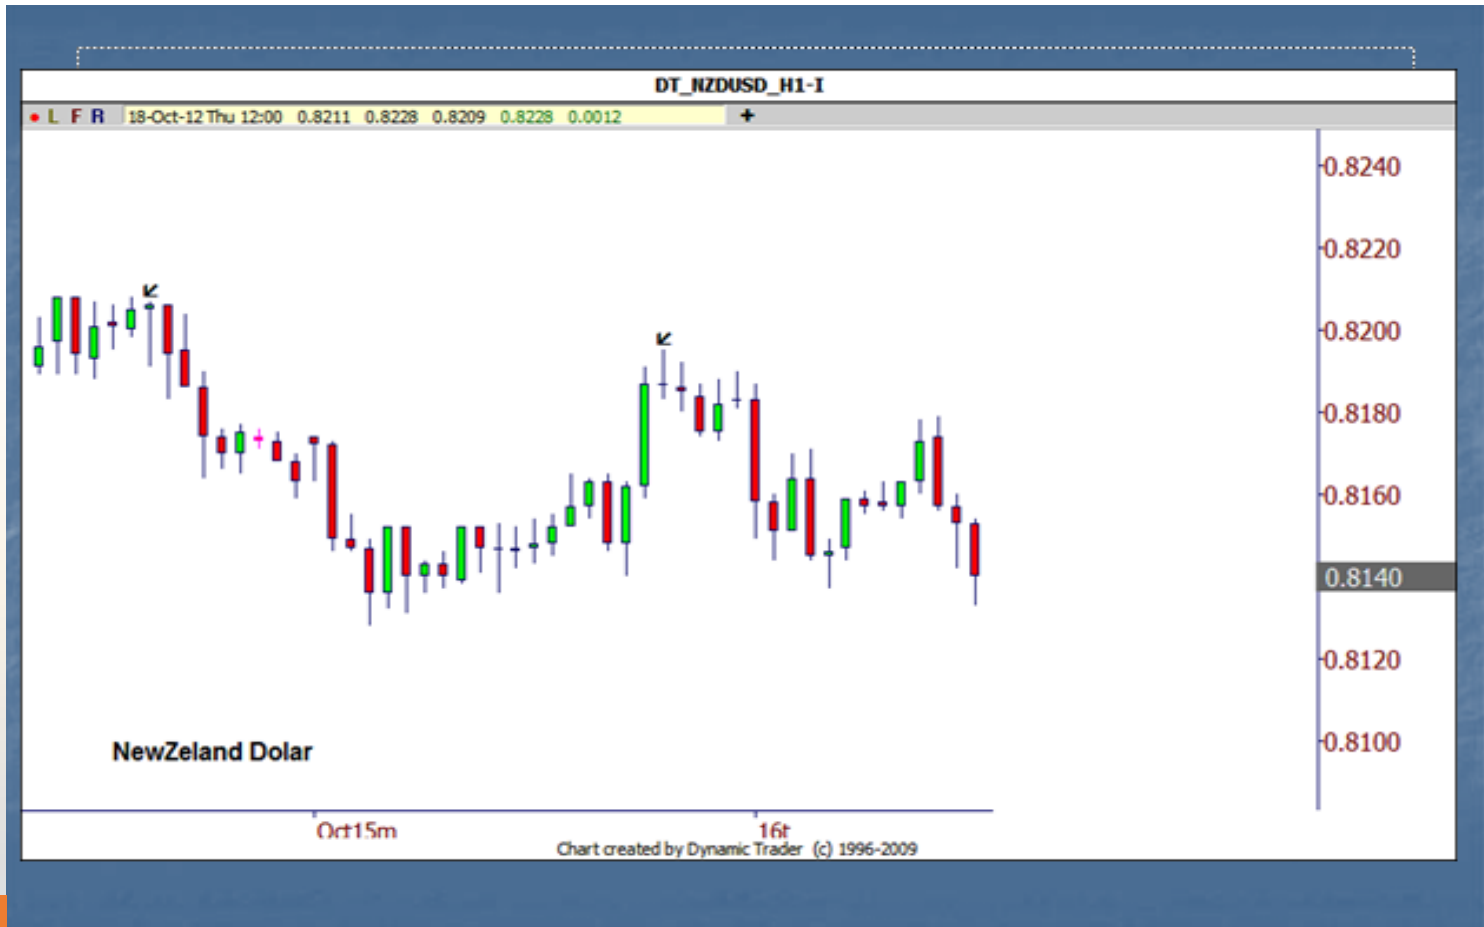 DT_NZDUSD_H1-I
L F R 18-Oct-12 Thu 12:00 0.8211 0.8228 0.8209 0.8228 0.0012 +
0.8240
0.8220
0.8200
0.8180
0.8160
0.8140
0.8120
0.8100
NewZeland Dolar
Oct15m 16t
Chart created by Dynamic Trader (c) 1996-2009